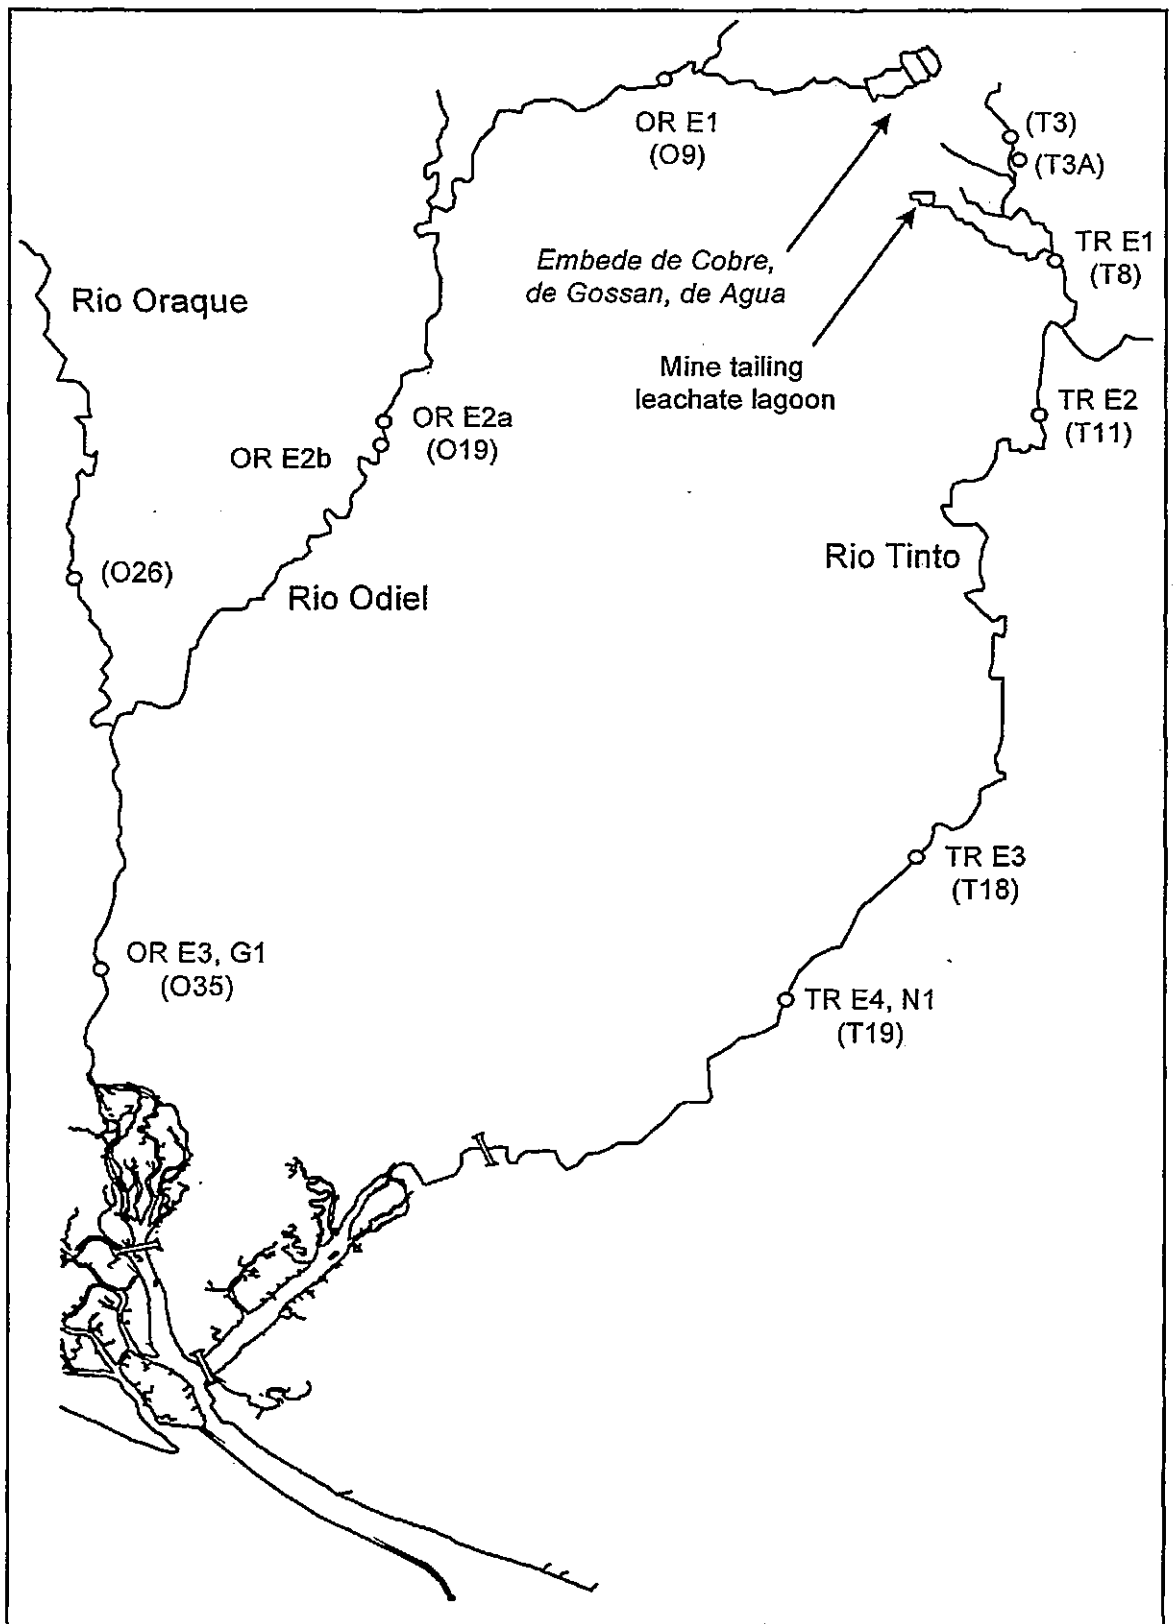 OR E1
(O9)
(T3)
(T3A)
TR E1
(T8)
Embede de Cobre,
de Gossan, de Agua
Rio Oraque
Mine tailing
leachate lagoon
OR E2a
(O19)
OR E2b
TR E2
(T11)
Rio Tinto
(O26)
Rio Odiel
TR E3
(T18)
OR E3, G1
(O35)
TR E4, N1
(T19)